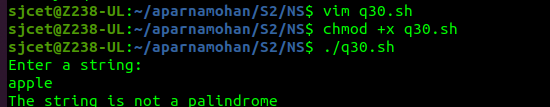 sjcet@Z238-UL:~/aparnamohan/S2/NS$ vim q30.sh
sjcet@Z238-UL:~/aparnamohan/S2/NS$ chmod +x q30.sh
sjcet@Z238-UL:~/aparnamohan/S2/NS$ ./q30.sh
Enter a string:
apple
The string is not a palindrome